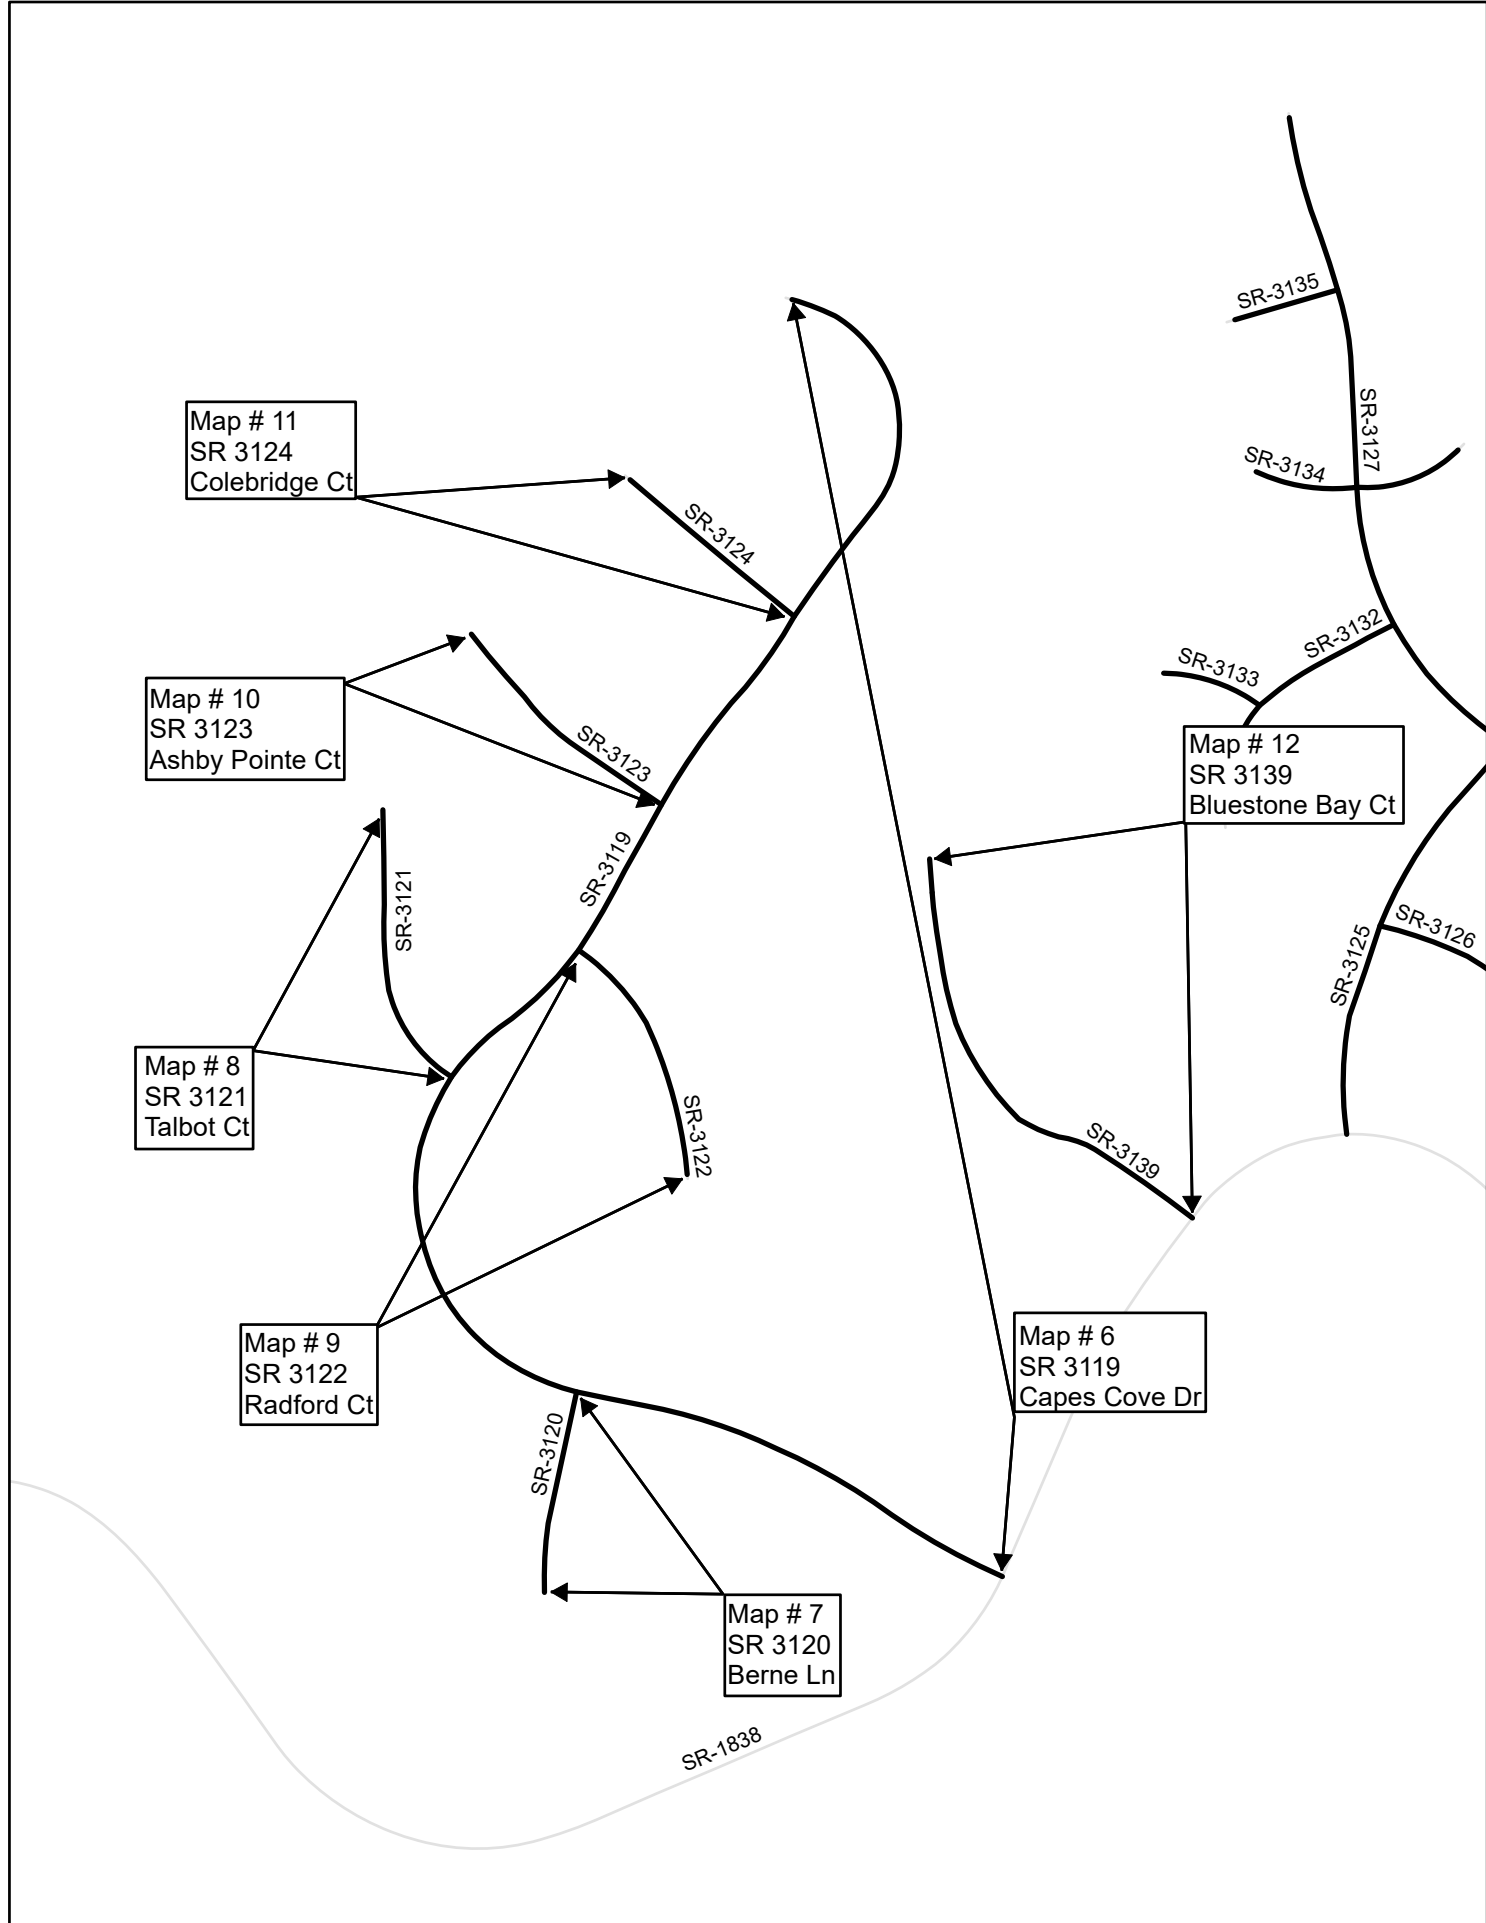 SR-3135
SR-3127
Map # 11
SR 3124
Colebridge Ct
SR-3134
SR-3124
SR-3132
SR-3133
Map # 10
SR 3123
Ashby Pointe Ct
SR-3123
Map # 12
SR 3139
Bluestone Bay Ct
SR-3119
SR-3121
SR-3126
SR-3125
Map # 8
SR 3121
Talbot Ct
SR-3122
SR-3139
Map # 9
SR 3122
Radford Ct
Map # 6
SR 3119
Capes Cove Dr
SR-3120
Map # 7
SR 3120
Berne Ln
SR-1838